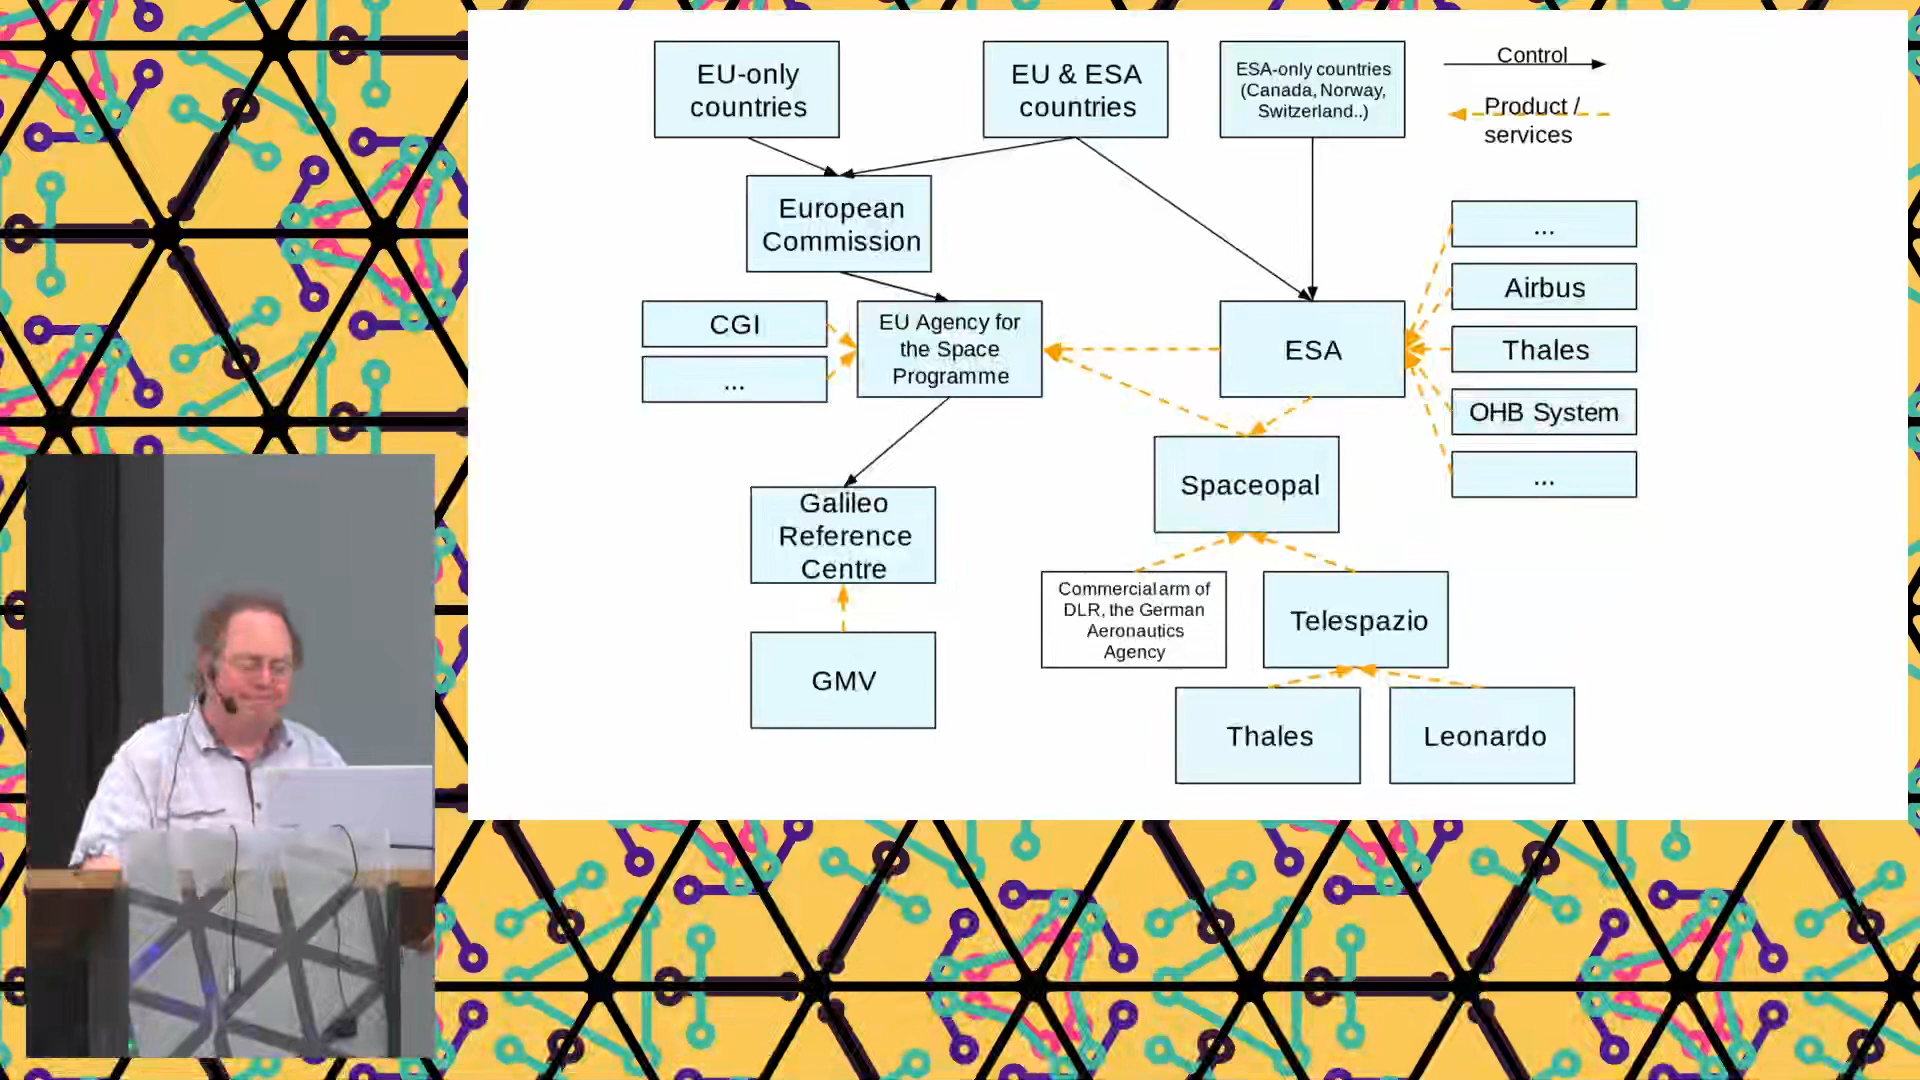 EU-only
countries
EU & ESA
countries
ESA-only countries
(Canada, Norway,
Switzerland..)
Control
Product /
services
European
Commission
...
Airbus
CGI
EU Agency for
the Space
Programme
ESA
Thales
...
OHB System
...
Spaceopal
Galileo
Reference
Centre
Commercial arm of
DLR, the German
Aeronautics
Agency
Telespazio
GMV
Thales
Leonardo